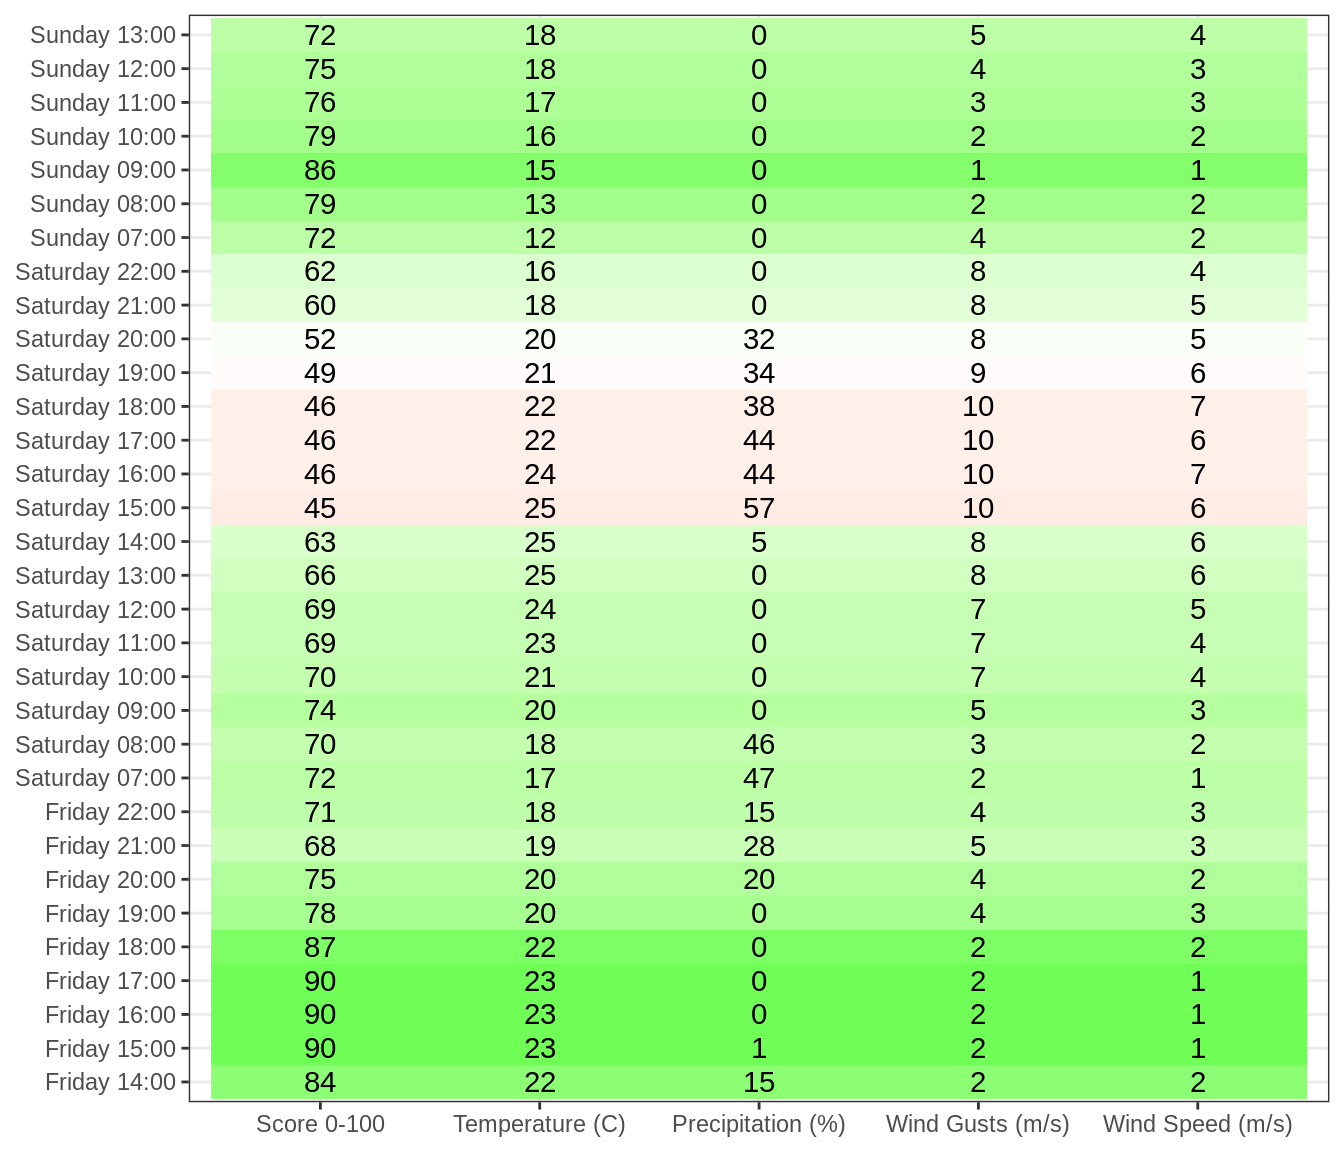 Sunday 13:00 72 18 0 5 4
Sunday 12:00 75 18 0 4 3
Sunday 11:00 76 17 0 3 3
Sunday 10:00 79 16 0 2 2
Sunday 09:00 86 15 0 1 1
Sunday 08:00 79 13 0 2 2
Sunday 07:00 72 12 0 4 2
Saturday 22:00 62 16 0 8 4
Saturday 21:00 60 18 0 8 5
Saturday 20:00 52 20 32 8 5
Saturday 19:00 49 21 34 9 6
Saturday 18:00 46 22 38 10 7
Saturday 17:00 46 22 44 10 6
Saturday 16:00 46 24 44 10 7
Saturday 15:00 45 25 57 10 6
Saturday 14:00 63 25 5 8 6
Saturday 13:00 66 25 0 8 6
Saturday 12:00 69 24 0 7 5
Saturday 11:00 69 23 0 7 4
Saturday 10:00 70 21 0 7 4
Saturday 09:00 74 20 0 5 3
Saturday 08:00 70 18 46 3 2
Saturday 07:00 72 17 47 2 1
Friday 22:00 71 18 15 4 3
Friday 21:00 68 19 28 5 3
Friday 20:00 75 20 20 4 2
Friday 19:00 78 20 0 4 3
Friday 18:00 87 22 0 2 2
Friday 17:00 90 23 0 2 1
Friday 16:00 90 23 0 2 1
Friday 15:00 90 23 1 2 1
Friday 14:00 84 22 15 2 2
Score 0-100 Temperature (C) Precipitation (%) Wind Gusts (m/s) Wind Speed (m/s)